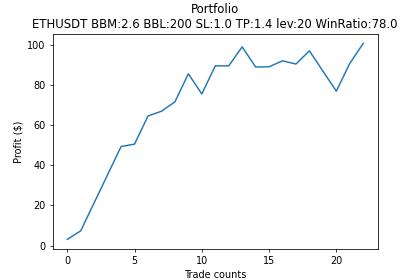 Portfolio
ETHUSDT BBM:2.6 BBL:200 SL:1.0 TP:1.4 lev:20 WinRatio:78.0
100
80
60
40
20
0
Profit ($)
0 5 10 15 20
Trade counts